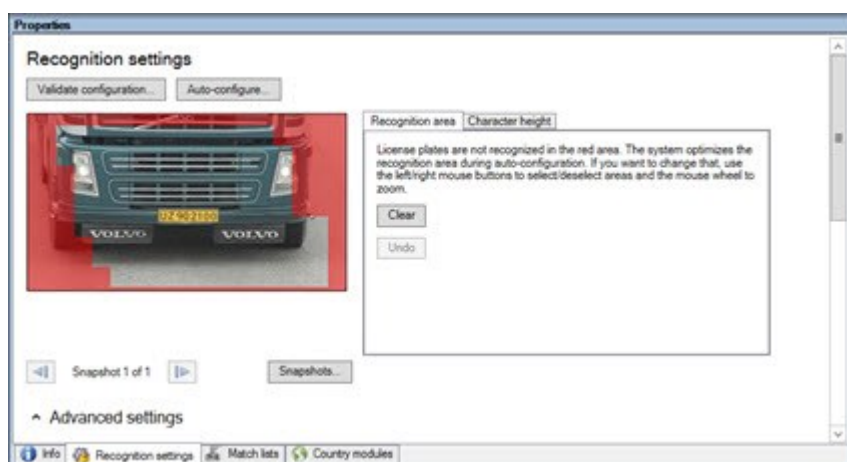 Properties
Recognition settings
Validate configuration... Auto-configure...
Recognition area Character height
License plates are not recognized in the red area. The system optimizes the
recognition area during auto-configuration. If you want to change that, use
the left/right mouse buttons to select/deselect areas and the mouse wheel to
zoom.
Clear
Undo
UZ 902100
VOLVO VOLVO
Snapshot 1 of 1 Snapshots...
Advanced settings
Info Recognition settings Match lists Country modules